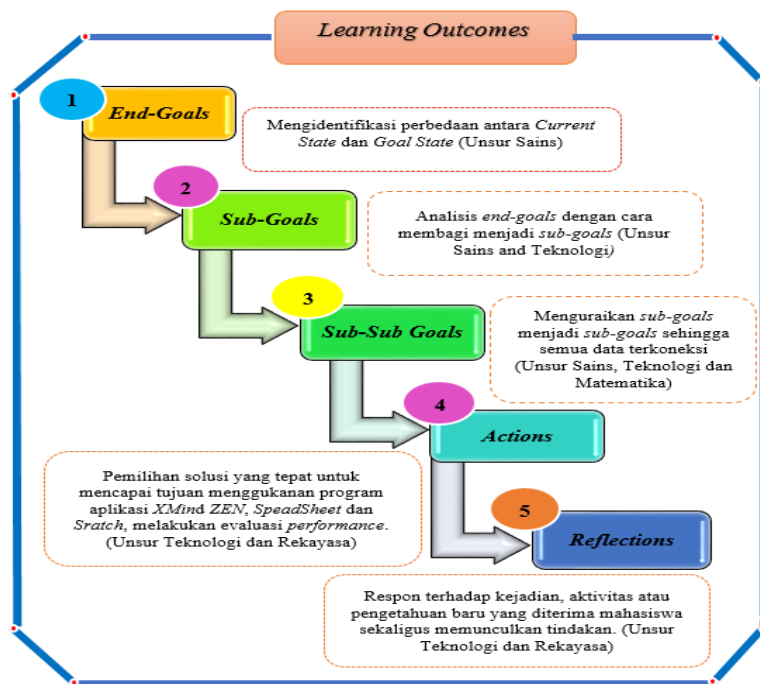 Learning Outcomes
1
End-Goals
Mengidentifikasi perbedaan antara Current
State dan Goal State (Unsur Sains)
2
Sub-Goals
Analisis end-goals dengan cara
membagi menjadi sub-goals (Unsur
Sains and Teknologi)
3
Sub-Sub Goals
Menguraikan sub-goals
menjadi sub-goals sehingga
semua data terkoneksi
(Unsur Sains, Teknologi dan
Matematika)
4
Actions
Pemilihan solusi yang tepat untuk
mencapai tujuan menggukanan program
aplikasi XMind ZEN, SpeadSheet dan
Sratch, melakukan evaluasi performance.
(Unsur Teknologi dan Rekayasa)
5
Reflections
Respon terhadap kejadian, aktivitas atau
pengetahuan baru yang diterima mahasiswa
sekaligus memunculkan tindakan. (Unsur
Teknologi dan Rekayasa)